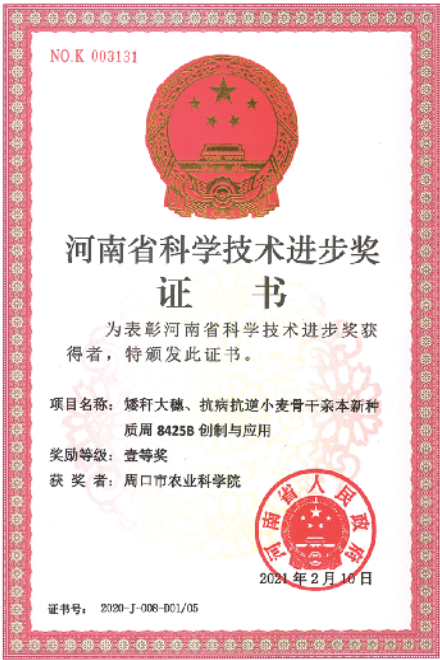 NO.K 003131
河南省科学技术进步奖
证 书
为表彰河南省科学技术进步奖获
得者，特颁发此证书。
项目名称：矮秆大穗、抗病抗逆小麦骨干亲本新种
质周 8425B 创制与应用
奖励等级：壹等奖
获 奖 者：周口市农业科学院
河南省人民政府
2021 年 2 月 10 日
证书号： 2020-J-008-D01/05